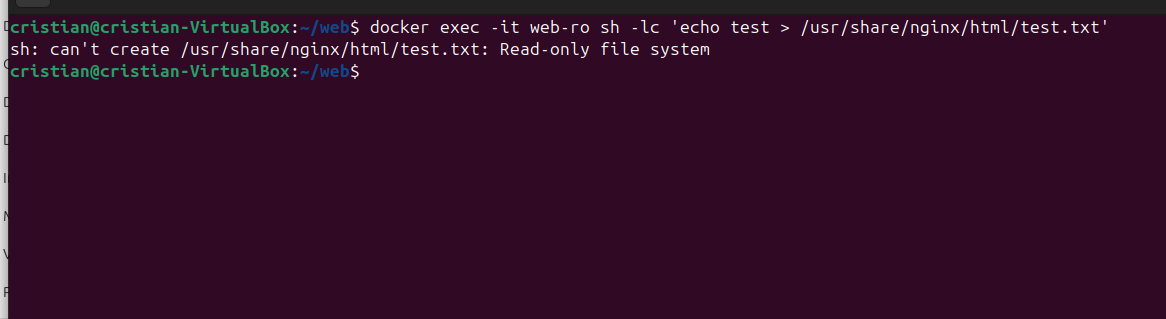 cristian@cristian-VirtualBox:~/web$ docker exec -it web-ro sh -lc 'echo test > /usr/share/nginx/html/test.txt'
sh: can't create /usr/share/nginx/html/test.txt: Read-only file system
cristian@cristian-VirtualBox:~/web$